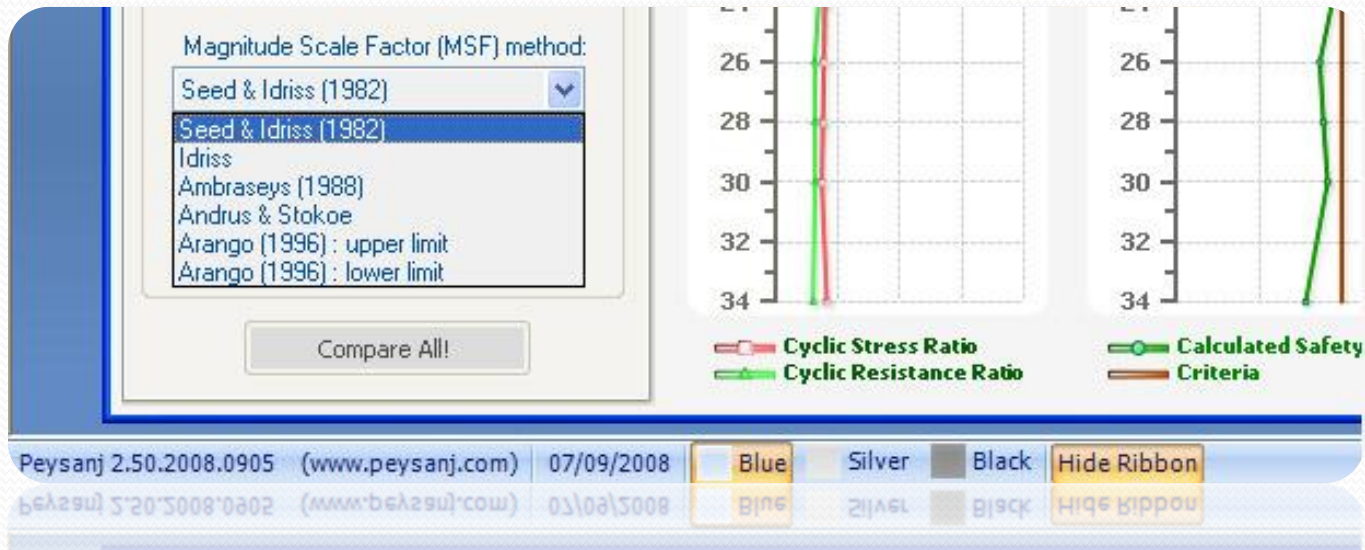 Magnitude Scale Factor (MSF) method:
Seed & Idriss (1982)
Seed & Idriss (1982)
Idriss
Ambraseys (1988)
Andrus & Stokoe
Arango (1996) : upper limit
Arango (1996) : lower limit
Compare All!
26
28
30
32
34
Cyclic Stress Ratio
Cyclic Resistance Ratio
26
28
30
32
34
Calculated Safety
Criteria
Peysanj 2.50.2008.0905 (www.peysanj.com) 07/09/2008 Blue Silver Black Hide Ribbon